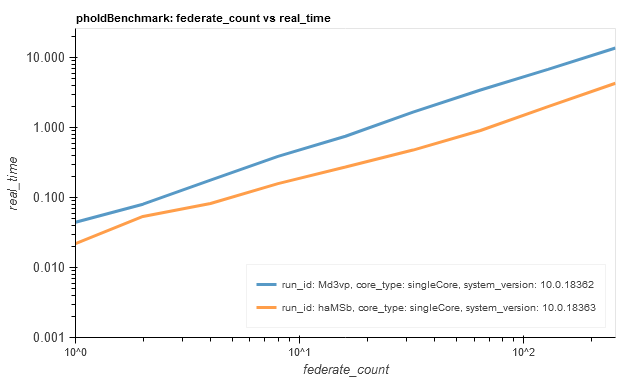 pholdBenchmark: federate_count vs real_time
10.000
1.000
0.100
0.010
0.001
real_time
run_id: Md3vp, core_type: singleCore, system_version: 10.0.18362
run_id: haMSb, core_type: singleCore, system_version: 10.0.18363
10^0
10^1
10^2
federate_count